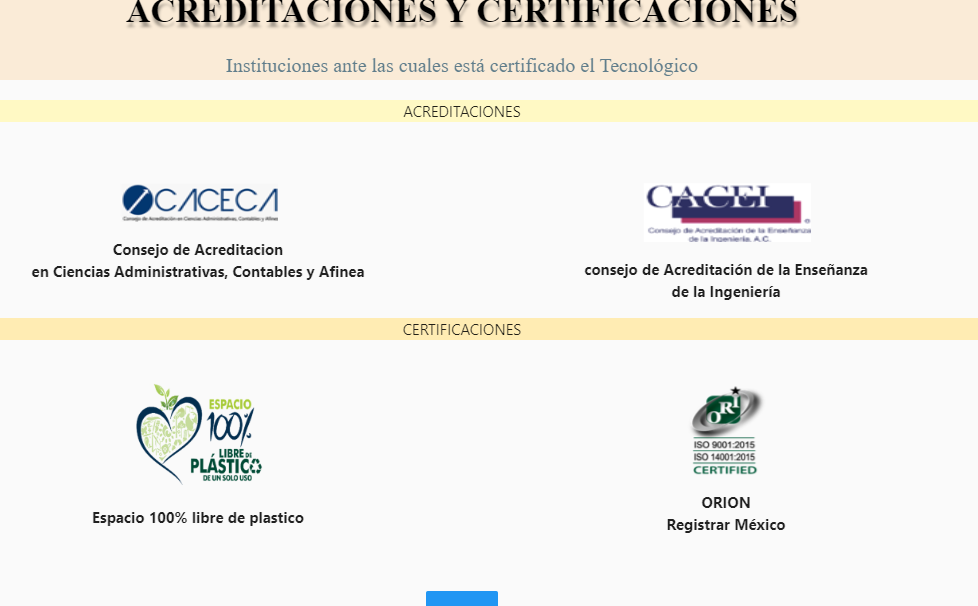 ACREDITACIONES Y CERTIFICACIONES
Instituciones ante las cuales está certificado el Tecnológico
ACREDITACIONES
CACECA
Consejo de Acreditación en Ciencias Administrativas, Contables y Afines
Consejo de Acreditacion
en Ciencias Administrativas, Contables y Afinea
CACEI
Consejo de Acreditación de la Enseñanza
de la Ingeniería, A.C.
consejo de Acreditación de la Enseñanza
de la Ingeniería
CERTIFICACIONES
ESPACIO
100%
LIBRE DE
PLÁSTICO
DE UN SOLO USO
Espacio 100% libre de plastico
ORI
ISO 9001:2015
ISO 14001:2015
CERTIFIED
ORION
Registrar México